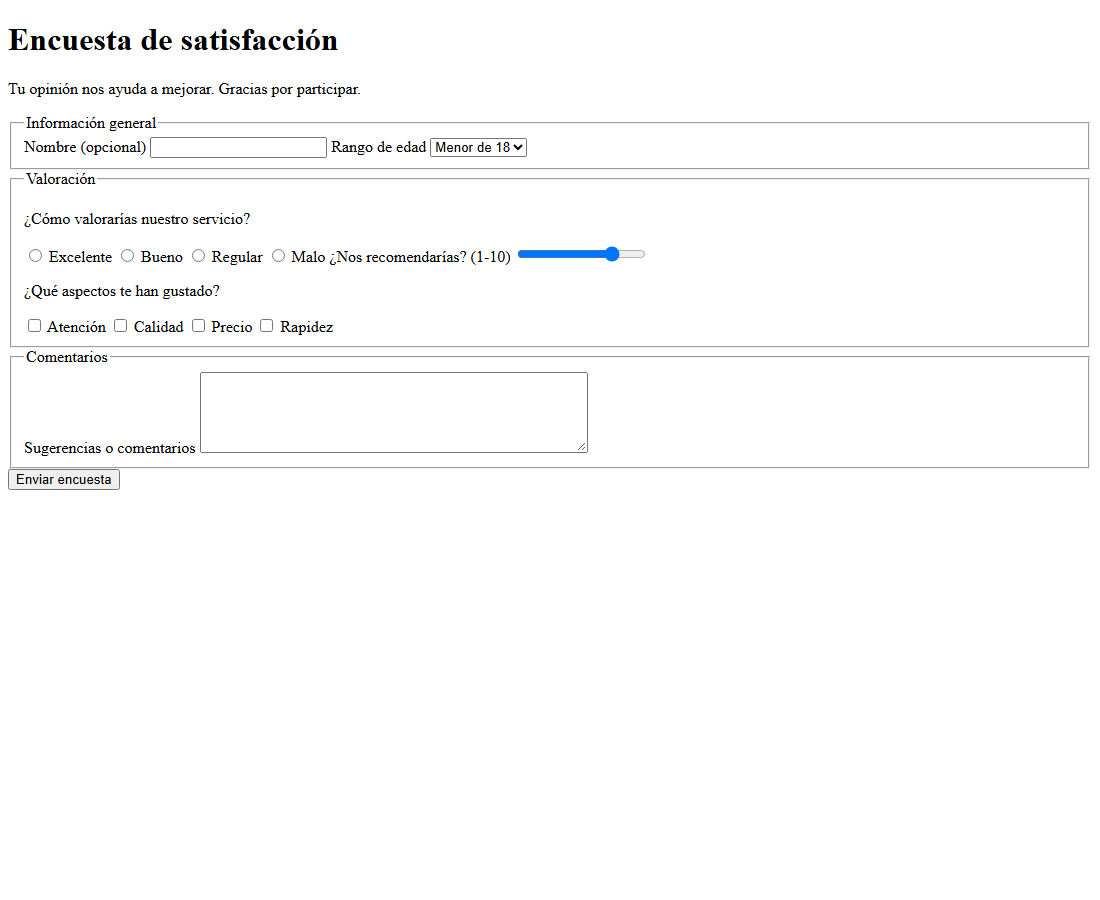 Encuesta de satisfacción
Tu opinión nos ayuda a mejorar. Gracias por participar.
Información general
Nombre (opcional) Rango de edad Menor de 18
Valoración
¿Cómo valorarías nuestro servicio?
Excelente Bueno Regular Malo ¿Nos recomendarías? (1-10)
¿Qué aspectos te han gustado?
Atención Calidad Precio Rapidez
Comentarios
Sugerencias o comentarios
Enviar encuesta